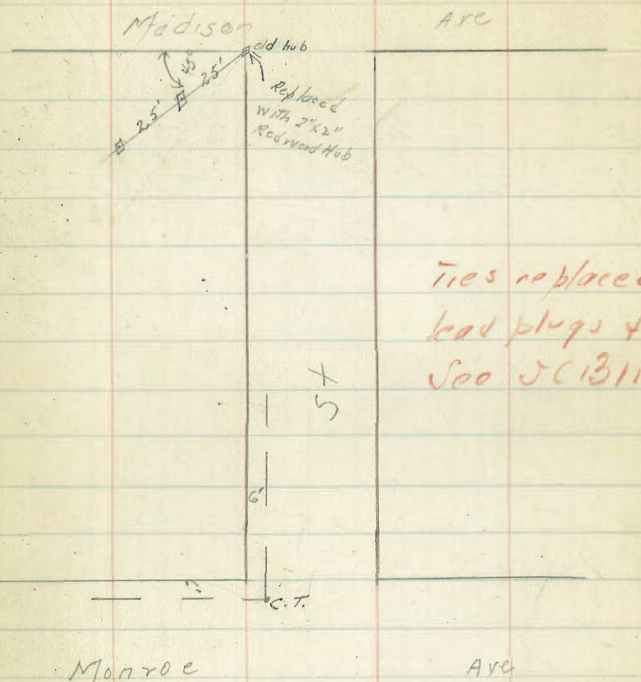 Madison Ave
old hub
45°
25'
25'
Replaced
with 2"x2"
Redwood Hub
Ties replaced
lead plugs &
See
6'
C.T.
Monroe Ave